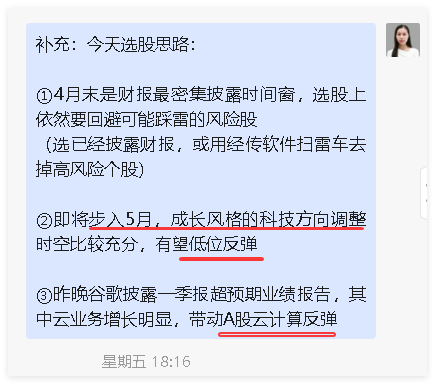 补充：今天选股思路：
①4月末是财报最密集披露时间窗，选股上
依然要回避可能踩雷的风险股
（选已经披露财报，或用经传软件扫雷车去
掉高风险个股）
②即将步入5月，成长风格的科技方向调整
时空比较充分，有望低位反弹
③昨晚谷歌披露一季报超预期业绩报告，其
中云业务增长明显，带动A股云计算反弹
星期五 18:16